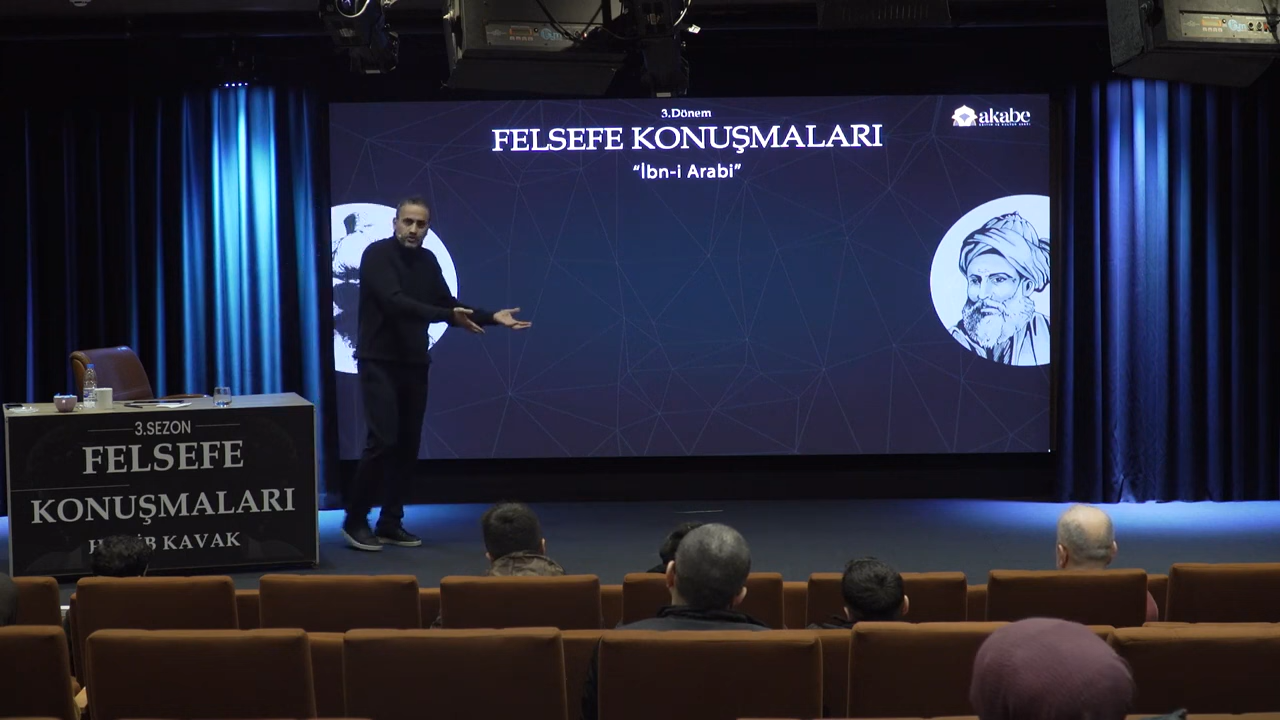 3.Dönem
FELSEFE KONUŞMALARI
“İbn-i Arabi”
akabe
3.SEZON
FELSEFE
KONUŞMALARI
KAVAK